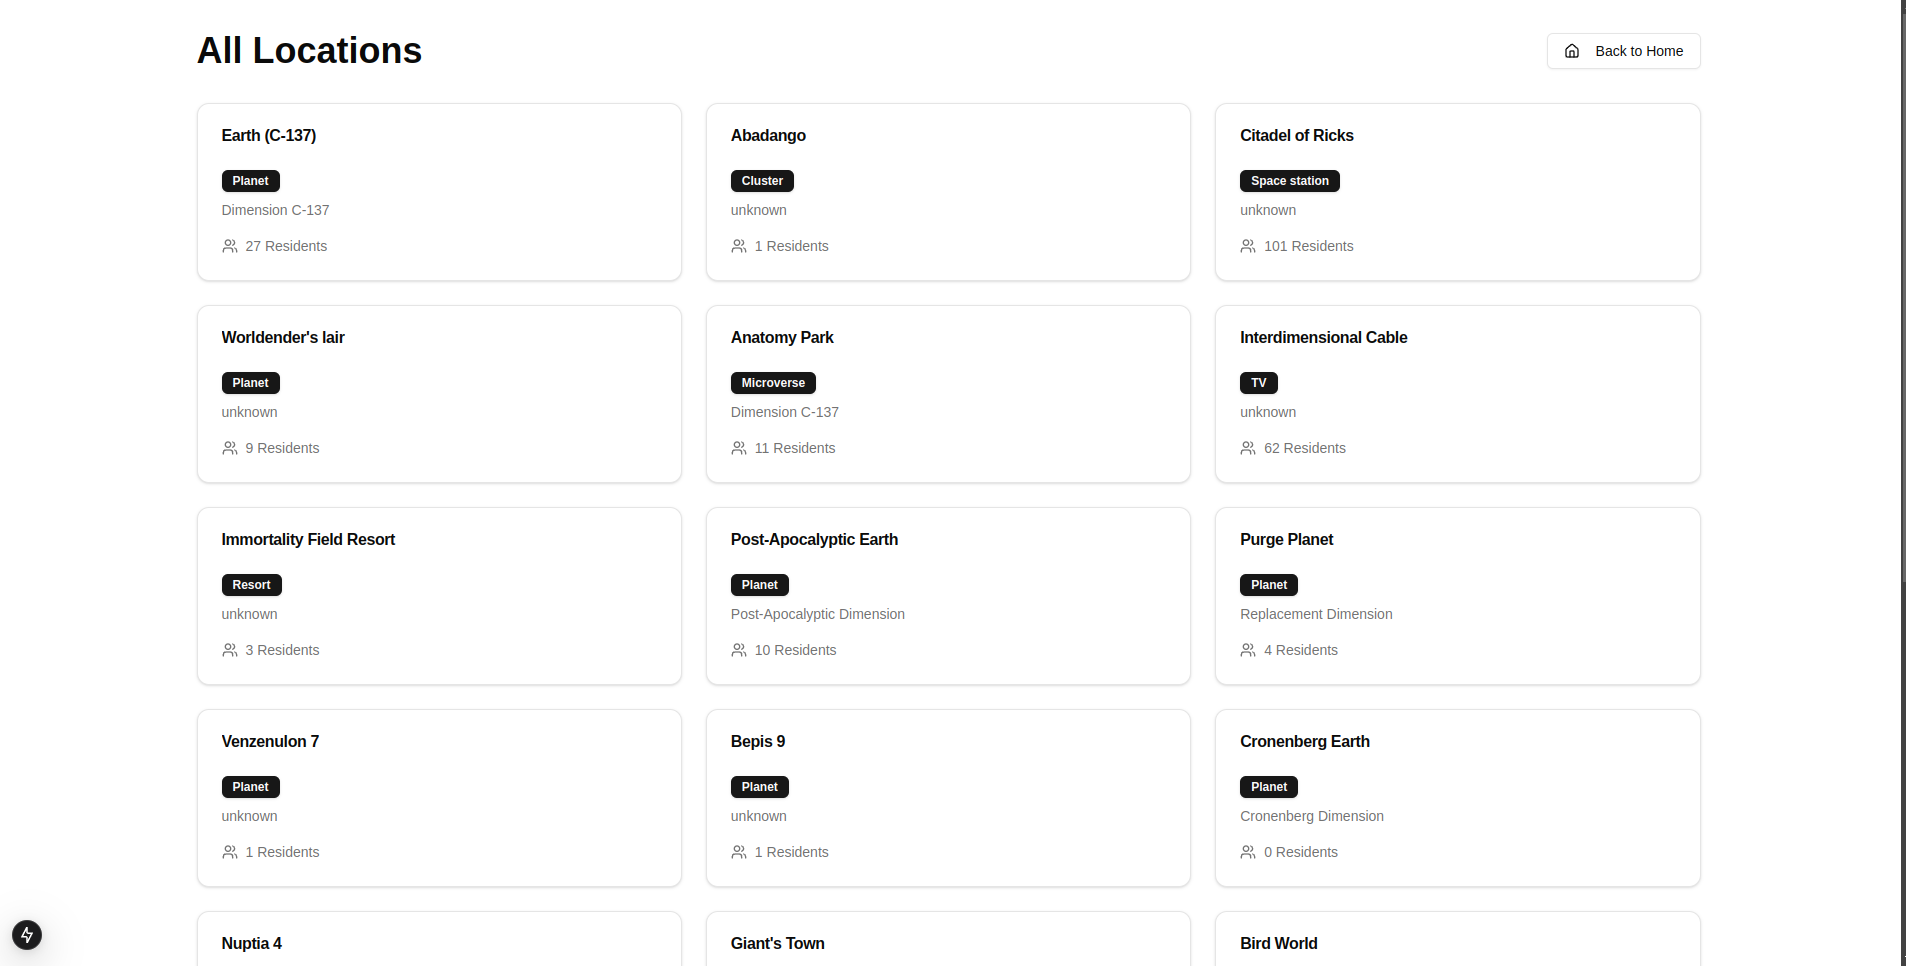 All Locations
Back to Home
Earth (C-137)
Planet
Dimension C-137
27 Residents
Abadango
Cluster
unknown
1 Residents
Citadel of Ricks
Space station
unknown
101 Residents
Worldender's lair
Planet
unknown
9 Residents
Anatomy Park
Microverse
Dimension C-137
11 Residents
Interdimensional Cable
TV
unknown
62 Residents
Immortality Field Resort
Resort
unknown
3 Residents
Post-Apocalyptic Earth
Planet
Post-Apocalyptic Dimension
10 Residents
Purge Planet
Planet
Replacement Dimension
4 Residents
Venzenulon 7
Planet
unknown
1 Residents
Bepis 9
Planet
unknown
1 Residents
Cronenberg Earth
Planet
Cronenberg Dimension
0 Residents
Nuptia 4
Giant's Town
Bird World